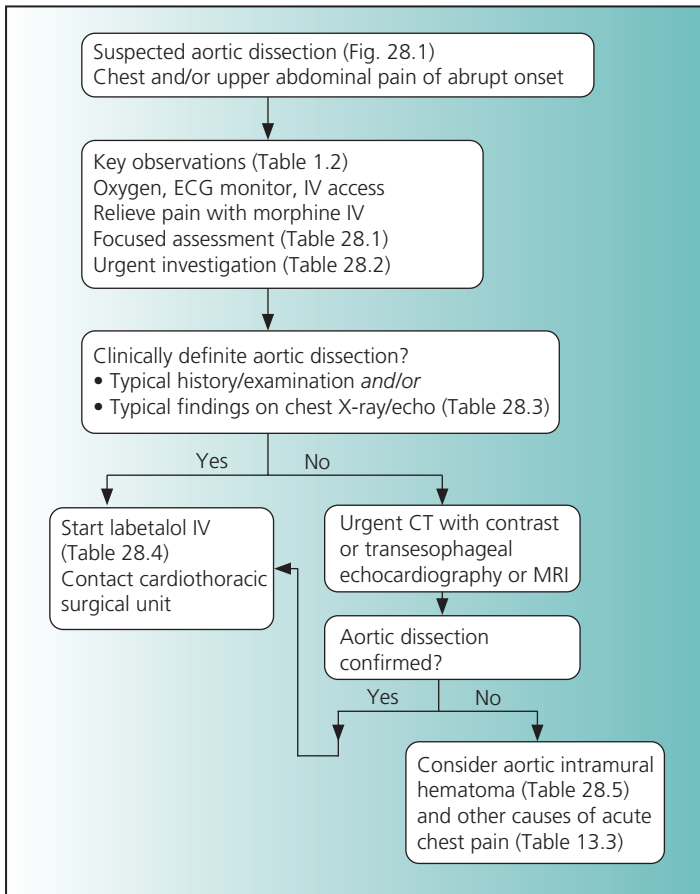 Suspected aortic dissection (Fig. 28.1)
Chest and/or upper abdominal pain of abrupt onset
Key observations (Table 1.2)
Oxygen, ECG monitor, IV access
Relieve pain with morphine IV
Focused assessment (Table 28.1)
Urgent investigation (Table 28.2)
Clinically definite aortic dissection?
• Typical history/examination and/or
• Typical findings on chest X-ray/echo (Table 28.3)
Yes
No
Start labetalol IV
(Table 28.4)
Contact cardiothoracic
surgical unit
Urgent CT with contrast
or transesophageal
echocardiography or MRI
Aortic dissection
confirmed?
Yes
No
Consider aortic intramural
hematoma (Table 28.5)
and other causes of acute
chest pain (Table 13.3)